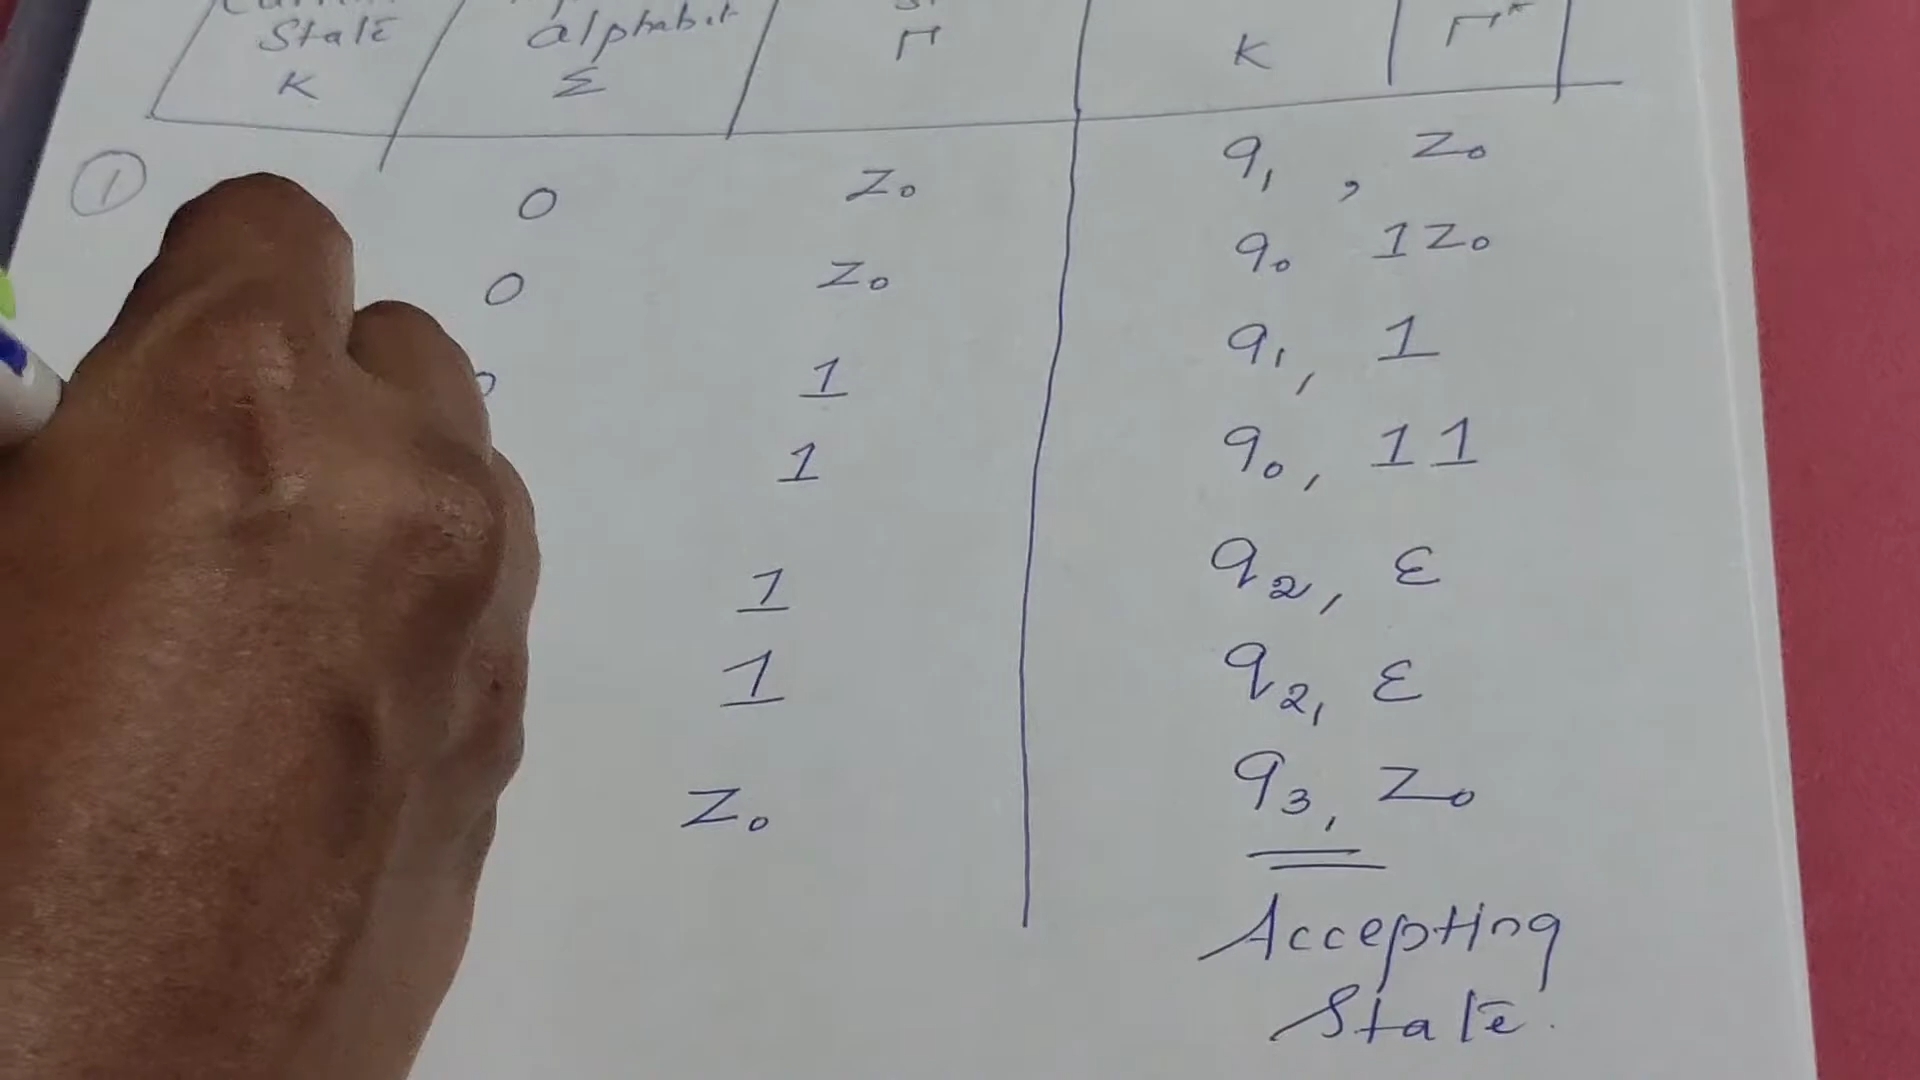 State alphabet Γ K Γ*
K Σ
① 0 Z₀ q₁, Z₀
0 Z₀ q₀ 1Z₀
1 q₁, 1
1 q₀, 11
1 q₂, ε
1 q₂, ε
Z₀ q₃, Z₀
Accepting
State.